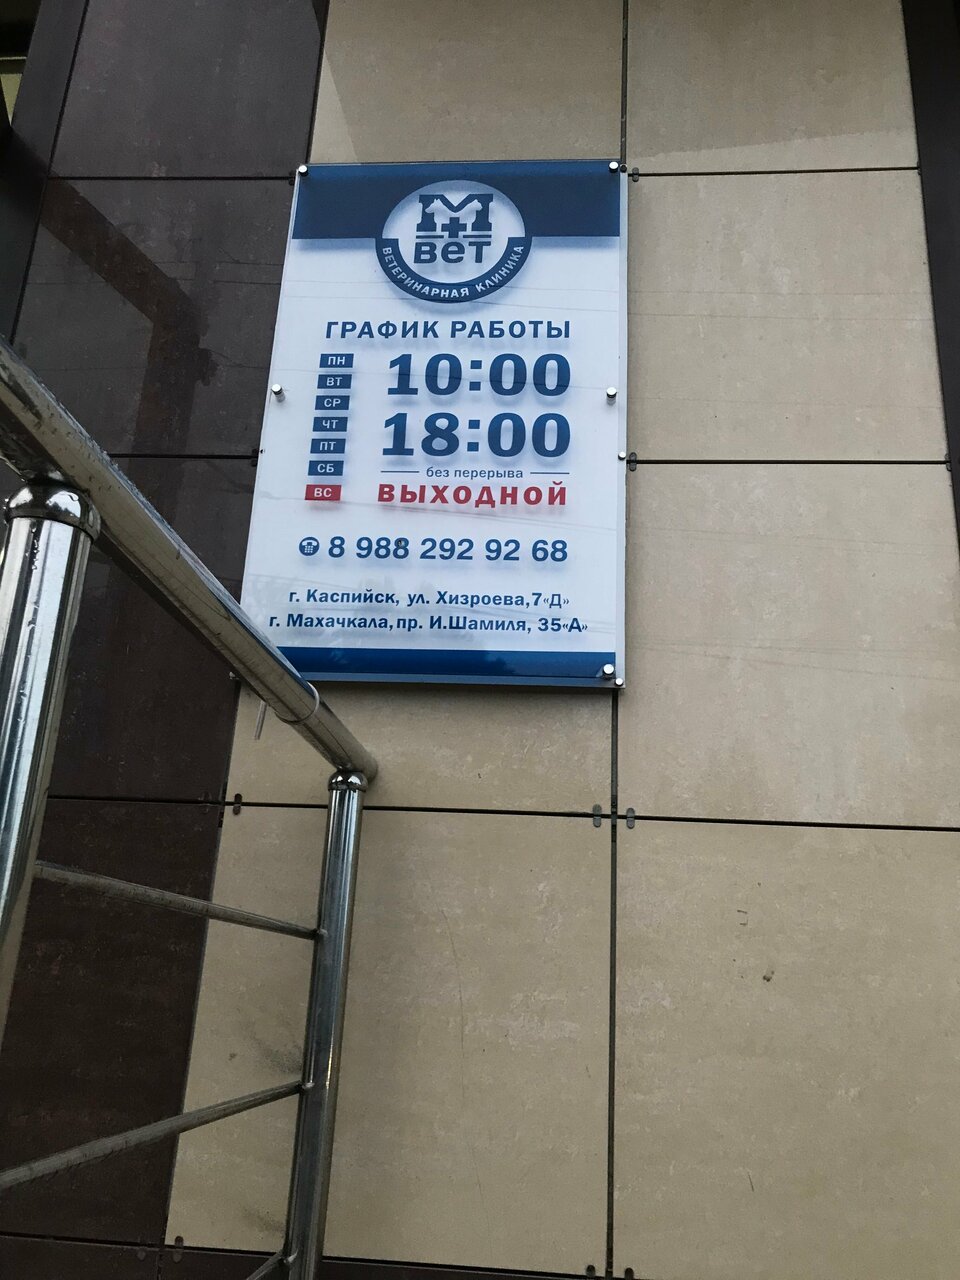 М
вет
ВЕТЕРИНАРНАЯ КЛИНИКА
ГРАФИК РАБОТЫ
ПН
ВТ
СР
ЧТ
ПТ
СБ
10:00
18:00
без перерыва
ВС ВЫХОДНОЙ
8 988 292 92 68
г. Каспийск, ул. Хизроева,7«Д»
г. Махачкала, пр. И.Шамиля, 35«А»